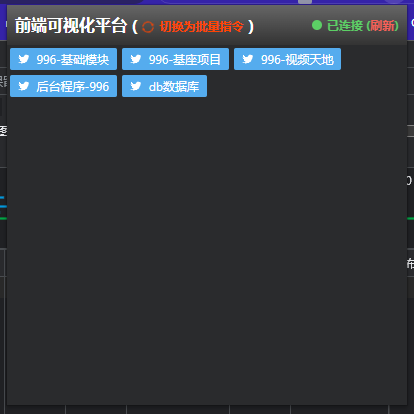 前端可视化平台 ( 切换为批量指令 ) 已连接 (刷新)
996-基础模块 996-基座项目 996-视频天地
后台程序-996 db数据库